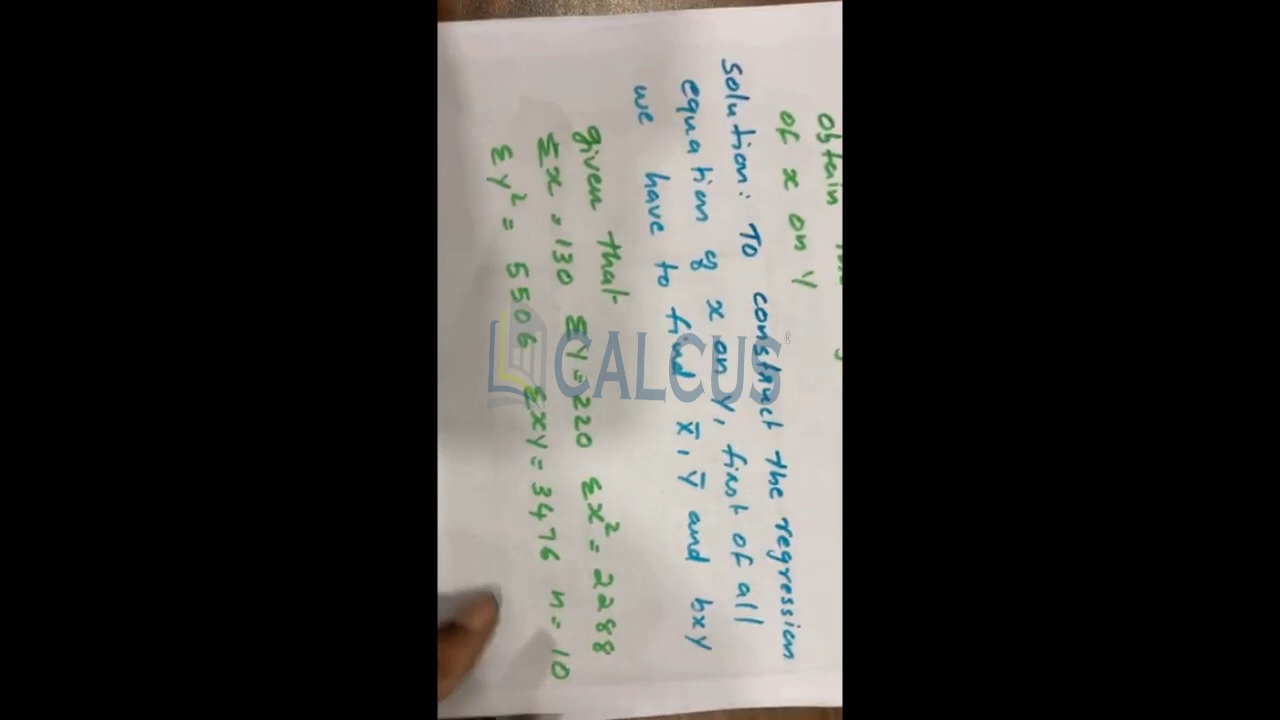 obtain
of x on Y
Solution: To construct the regression
equation of x on Y, first of all
we have to find x̄, ȳ and bxy
given that
Σx = 130 ΣY = 220 Σx² = 2288
ΣY² = 5506 ΣXY = 3476 n = 10
CALCUS